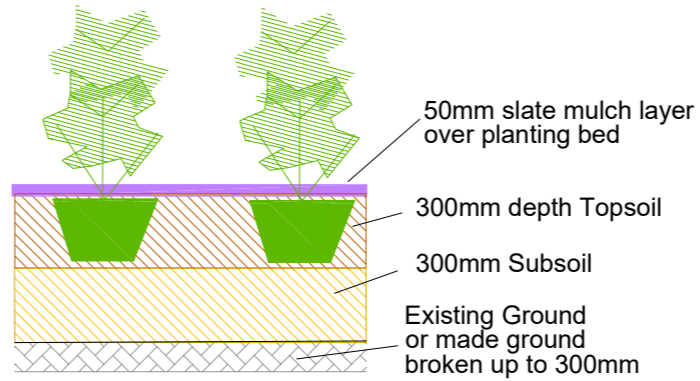 50mm slate mulch layer
over planting bed
300mm depth Topsoil
300mm Subsoil
Existing Ground
or made ground
broken up to 300mm